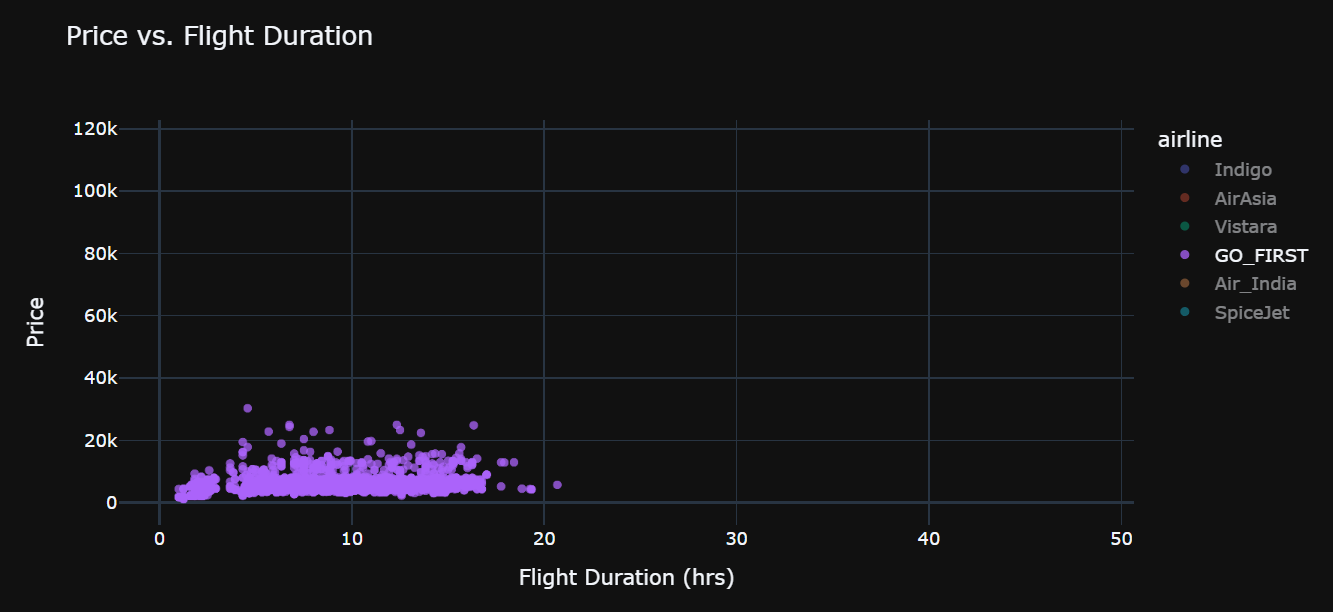 Price vs. Flight Duration
120k
100k
80k
60k
40k
20k
0
Price
0 10 20 30 40 50
Flight Duration (hrs)
airline
Indigo
AirAsia
Vistara
GO_FIRST
Air_India
SpiceJet